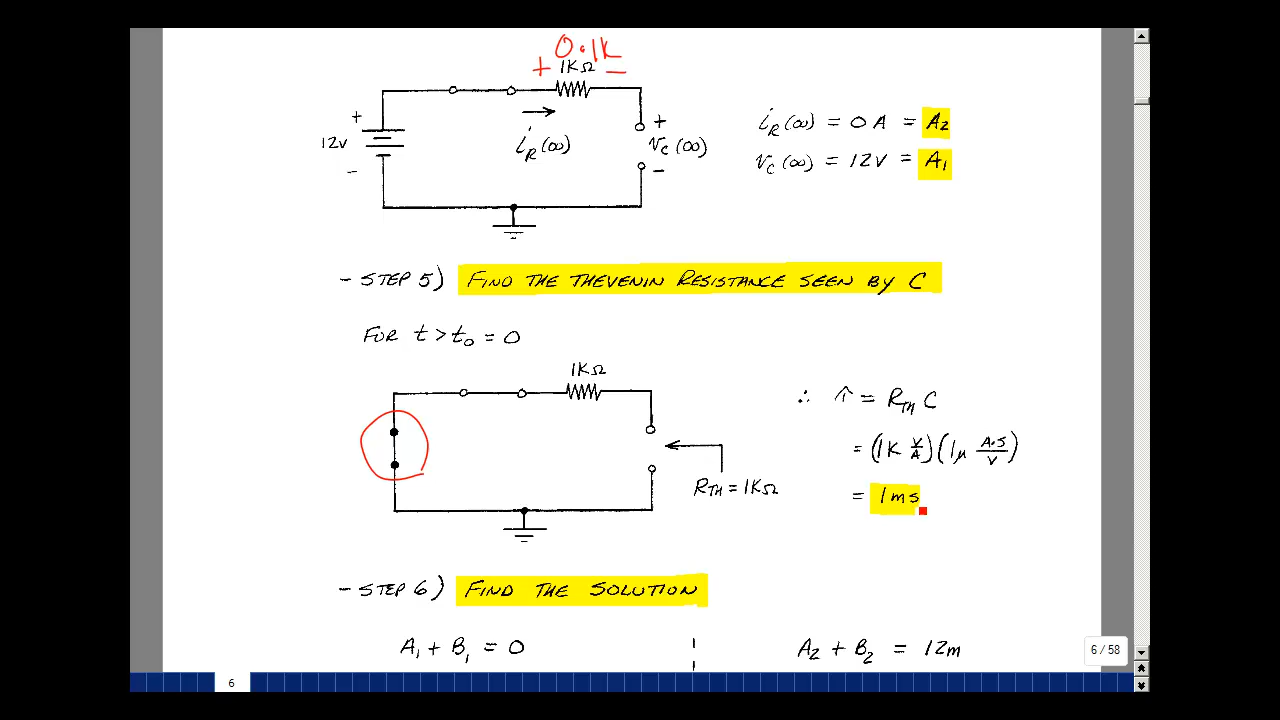 0.1K
+ 1KΩ −
+
12V
−
i_R(∞)
+
v_C(∞)
−
i_R(∞) = 0 A = A₂
v_C(∞) = 12V = A₁
- STEP 5) FIND THE THEVENIN RESISTANCE SEEN BY C
FOR t > t₀ = 0
1KΩ
R_TH = 1KΩ
∴ τ = R_TH C
= (1K V/A)(1μ A·S/V)
= 1ms
- STEP 6) FIND THE SOLUTION
A₁ + B₁ = 0
A₂ + B₂ = 12m
6 / 58
6